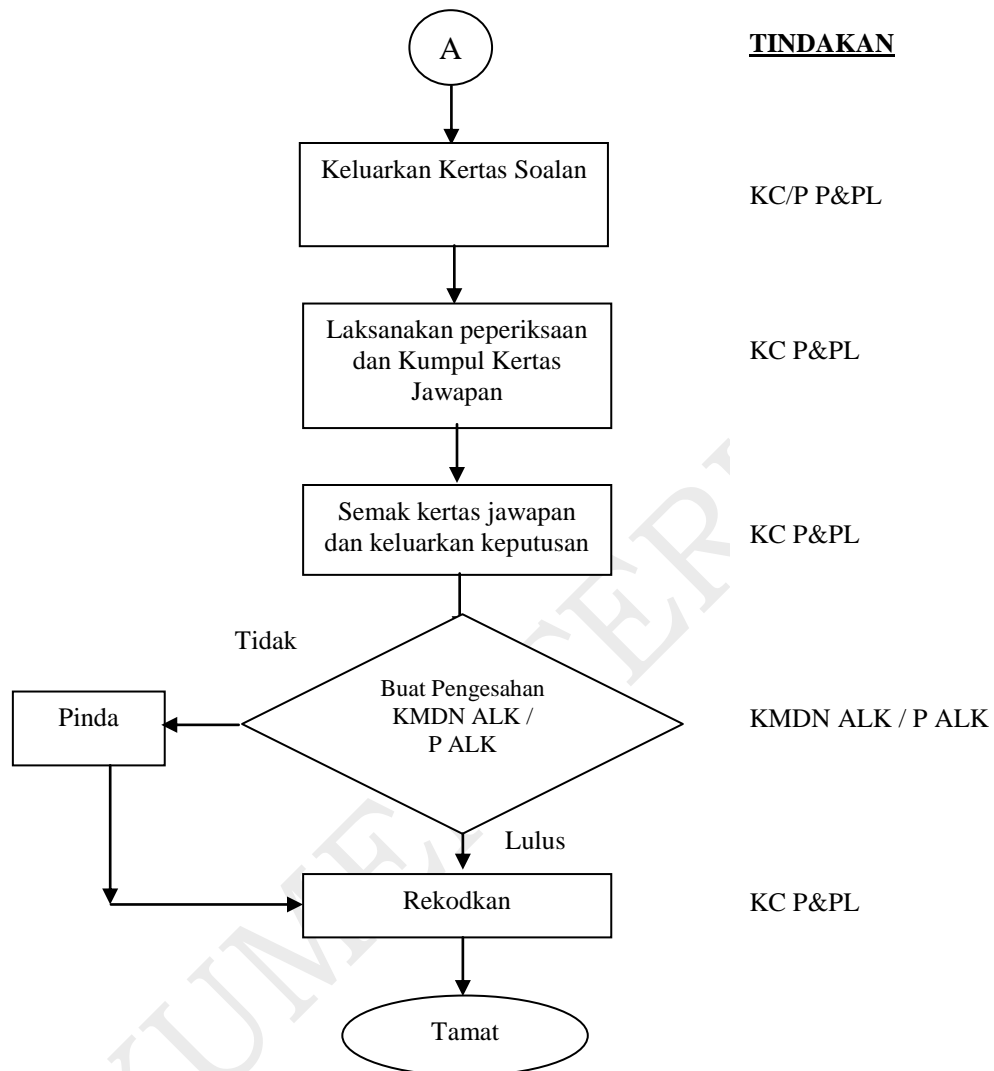 A
TINDAKAN
Keluarkan Kertas Soalan
KC/P P&PL
Laksanakan peperiksaan
dan Kumpul Kertas
Jawapan
KC P&PL
Semak kertas jawapan
dan keluarkan keputusan
KC P&PL
Tidak
Buat Pengesahan
KMDN ALK /
P ALK
Pinda
KMDN ALK / P ALK
Lulus
Rekodkan
KC P&PL
Tamat